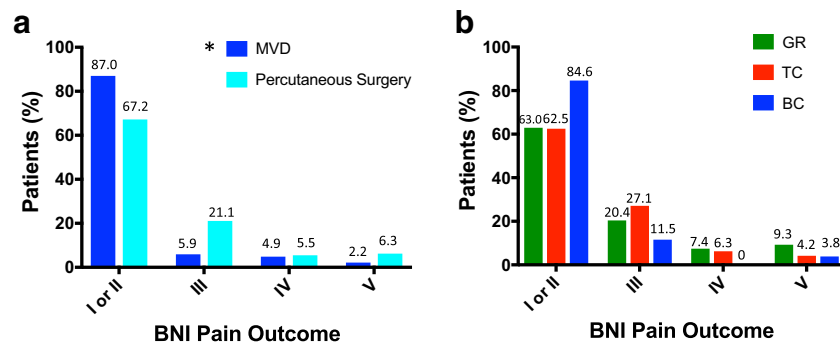 a
* MVD
Percutaneous Surgery
Patients (%)
100
80
60
40
20
0
87.0
67.2
5.9
21.1
4.9
5.5
2.2
6.3
I or II
III
IV
V
BNI Pain Outcome
b
GR
TC
BC
Patients (%)
100
80
60
40
20
0
63.0
62.5
84.6
20.4
27.1
11.5
7.4
6.3
0
9.3
4.2
3.8
I or II
III
IV
V
BNI Pain Outcome